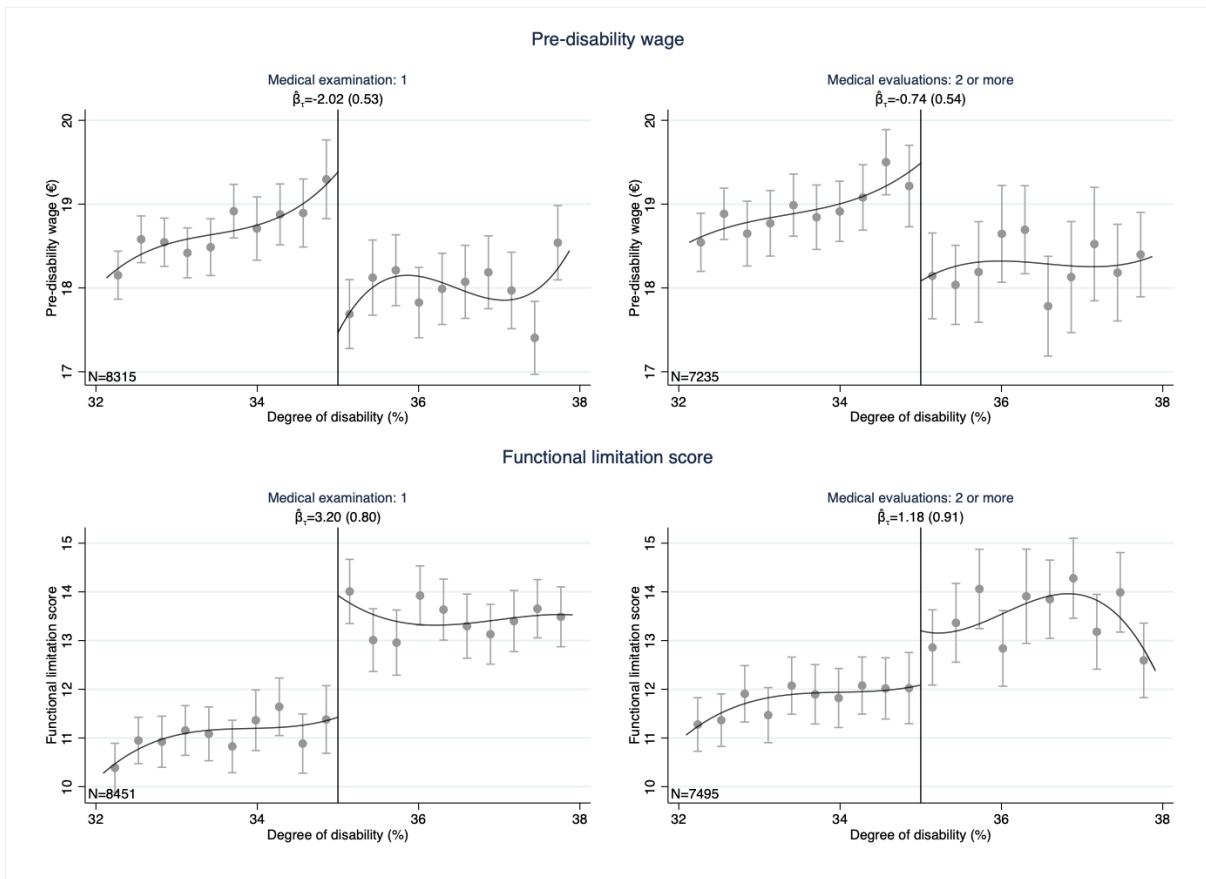 Pre-disability wage
Medical examination: 1
β̂τ=-2.02 (0.53)
Pre-disability wage (€)
20
19
18
17
N=8315
32 34 36 38
Degree of disability (%)
Medical evaluations: 2 or more
β̂τ=-0.74 (0.54)
Pre-disability wage (€)
20
19
18
17
N=7235
32 34 36 38
Degree of disability (%)
Functional limitation score
Medical examination: 1
β̂τ=3.20 (0.80)
Functional limitation score
15
14
13
12
11
10
N=8451
32 34 36 38
Degree of disability (%)
Medical evaluations: 2 or more
β̂τ=1.18 (0.91)
Functional limitation score
15
14
13
12
11
10
N=7495
32 34 36 38
Degree of disability (%)